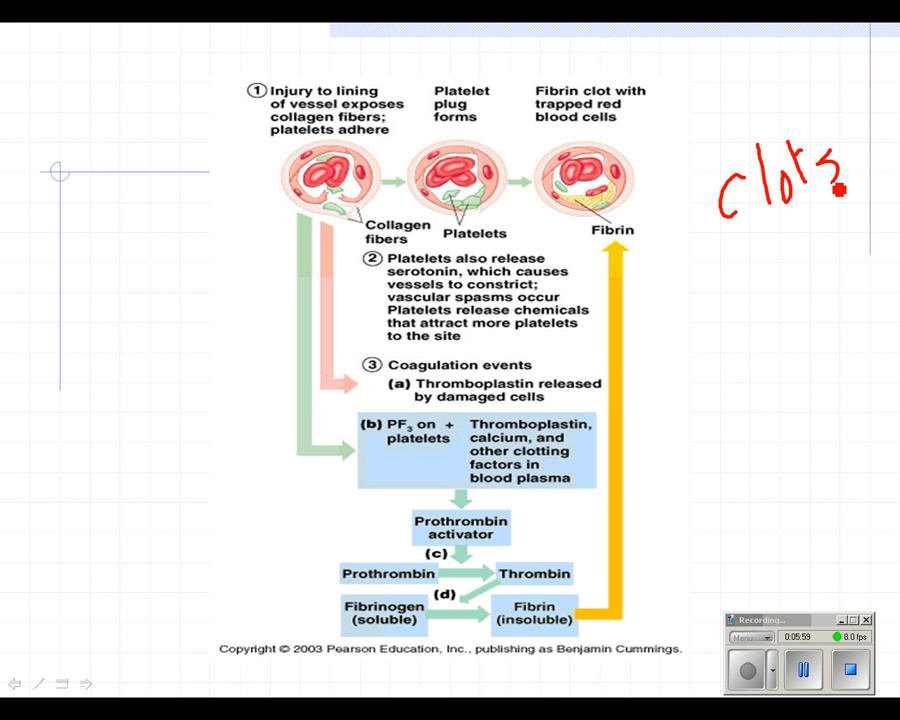 ① Injury to lining
of vessel exposes
collagen fibers;
platelets adhere
Platelet
plug
forms
Fibrin clot with
trapped red
blood cells
clots
Collagen
fibers
Platelets
Fibrin
② Platelets also release
serotonin, which causes
vessels to constrict;
vascular spasms occur
Platelets release chemicals
that attract more platelets
to the site
③ Coagulation events
(a) Thromboplastin released
by damaged cells
(b) PF3 on +
platelets
Thromboplastin,
calcium, and
other clotting
factors in
blood plasma
Prothrombin
activator
(c)
Prothrombin
Thrombin
(d)
Fibrinogen
(soluble)
Fibrin
(insoluble)
Copyright © 2003 Pearson Education, Inc., publishing as Benjamin Cummings.
Recording...
Menu
05:59
8.0 fps